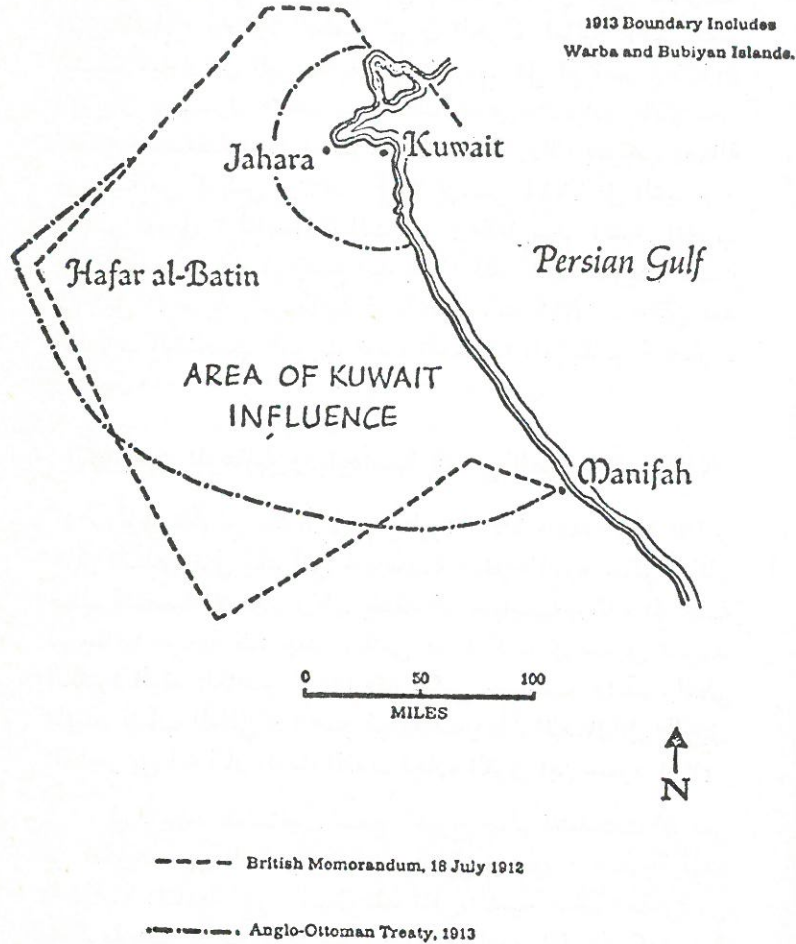 1913 Boundary Includes
Warba and Bubiyan Islands.
Jahara
Kuwait
Hafar al-Batin
Persian Gulf
AREA OF KUWAIT
INFLUENCE
Manifah
0 50 100
MILES
N
British Memorandum, 18 July 1912
Anglo-Ottoman Treaty, 1913